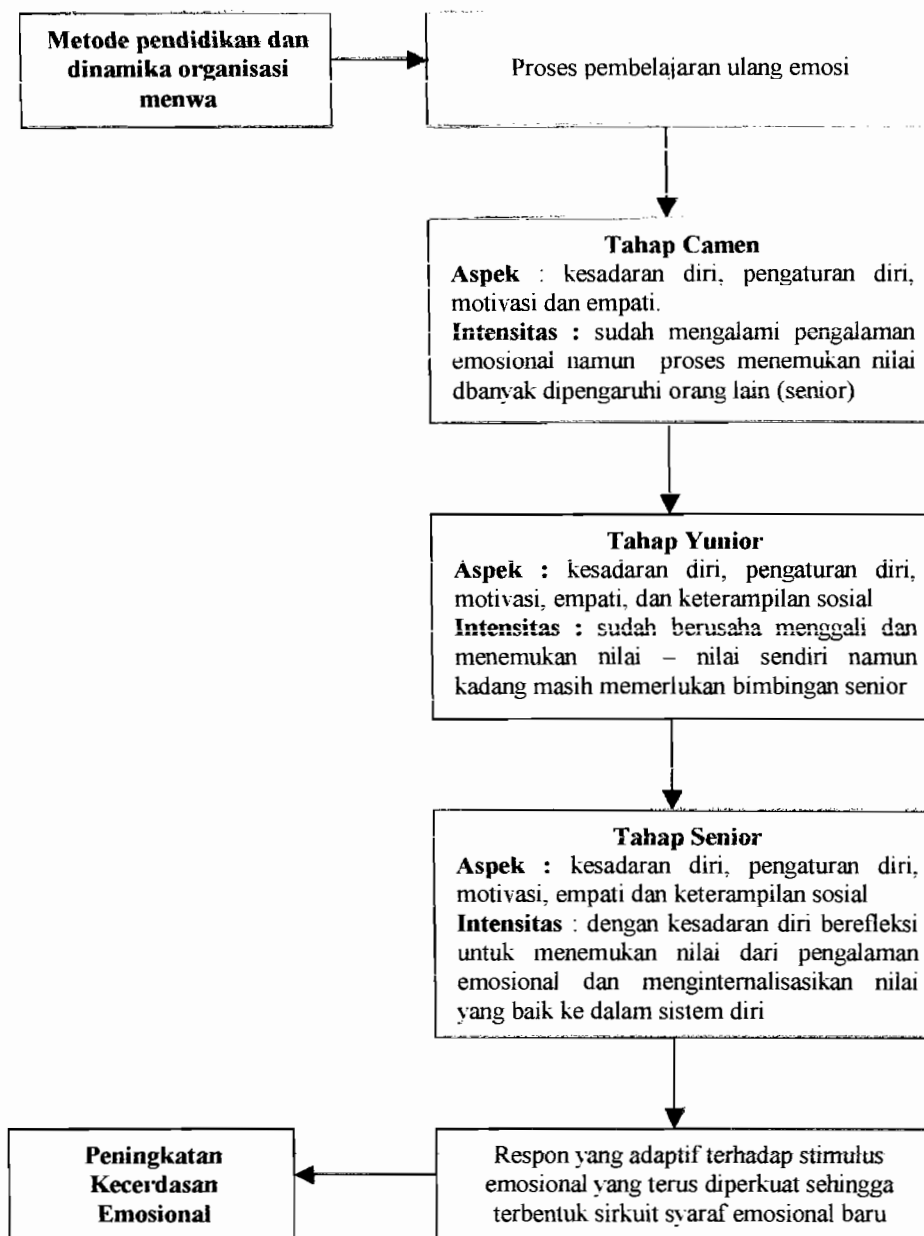 Metode pendidikan dan
dinamika organisasi
menwa
Proses pembelajaran ulang emosi
Tahap Camen
Aspek : kesadaran diri, pengaturan diri,
motivasi dan empati.
Intensitas : sudah mengalami pengalaman
emosional namun proses menemukan nilai
dbanyak dipengaruhi orang lain (senior)
Tahap Yunior
Aspek : kesadaran diri, pengaturan diri,
motivasi, empati, dan keterampilan sosial
Intensitas : sudah berusaha menggali dan
menemukan nilai – nilai sendiri namun
kadang masih memerlukan bimbingan senior
Tahap Senior
Aspek : kesadaran diri, pengaturan diri,
motivasi, empati dan keterampilan sosial
Intensitas : dengan kesadaran diri berefleksi
untuk menemukan nilai dari pengalaman
emosional dan menginternalisasikan nilai
yang baik ke dalam sistem diri
Peningkatan
Kecerdasan
Emosional
Respon yang adaptif terhadap stimulus
emosional yang terus diperkuat sehingga
terbentuk sirkuit syaraf emosional baru